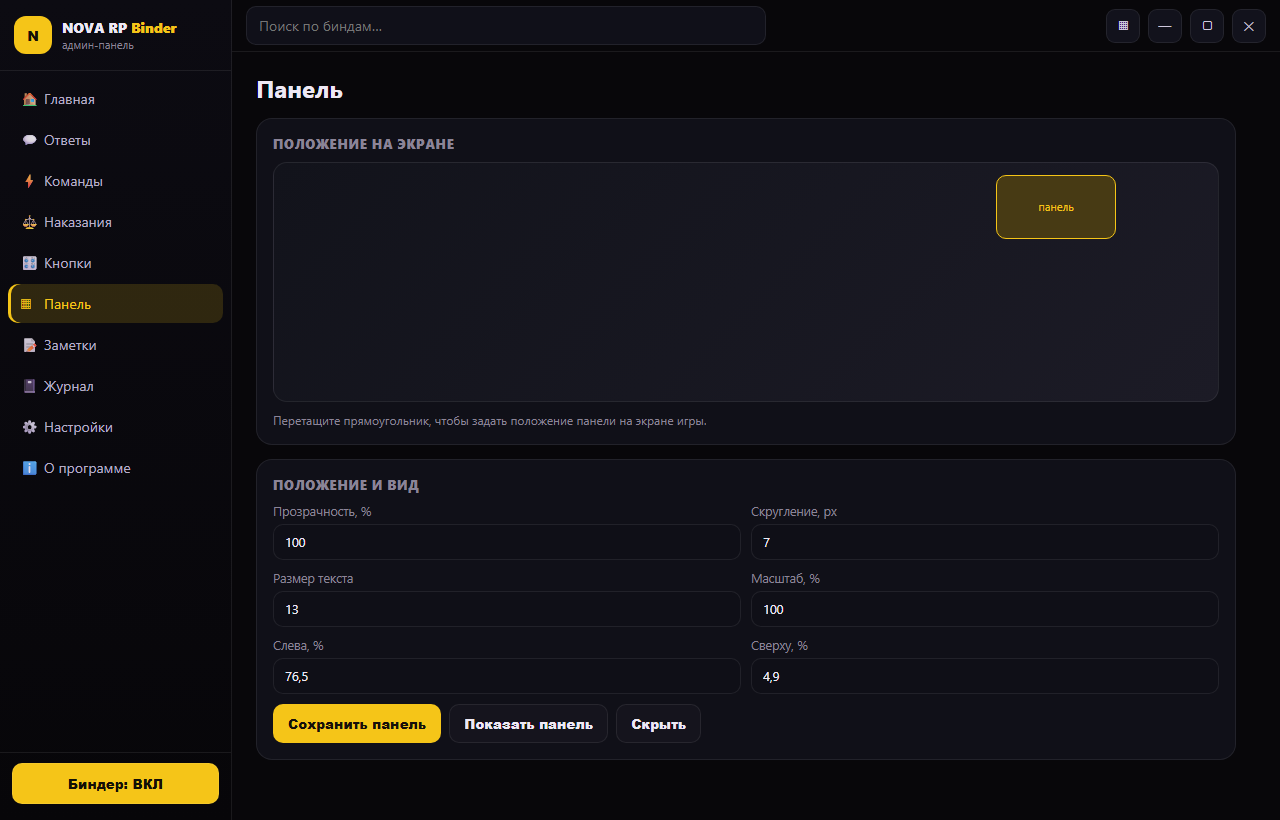 N
NOVA RP Binder
админ-панель
Поиск по биндам...
Главная
Ответы
Команды
Наказания
Кнопки
Панель
Заметки
Журнал
Настройки
О программе
Биндер: ВКЛ
Панель
ПОЛОЖЕНИЕ НА ЭКРАНЕ
панель
Перетащите прямоугольник, чтобы задать положение панели на экране игры.
ПОЛОЖЕНИЕ И ВИД
Прозрачность, %
Скругление, px
100
7
Размер текста
Масштаб, %
13
100
Слева, %
Сверху, %
76,5
4,9
Сохранить панель
Показать панель
Скрыть